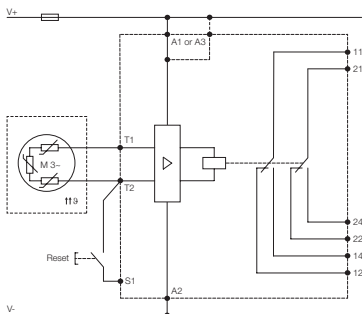 V+
A1 or A3
11
21
T1
M 3~
T2
↑↑ϑ
24
22
Reset
14
S1
12
A2
V-